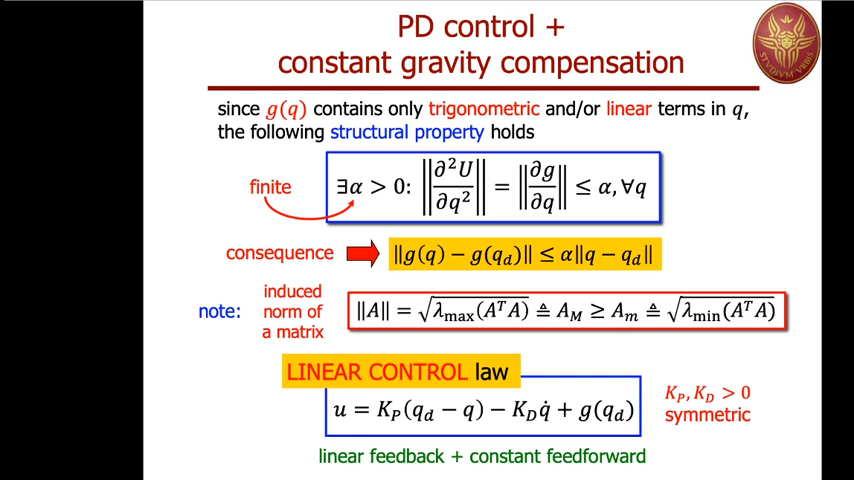 PD control +
constant gravity compensation
since g(q) contains only trigonometric and/or linear terms in q,
the following structural property holds
finite
∃α > 0: ‖∂²U/∂q²‖ = ‖∂g/∂q‖ ≤ α, ∀q
consequence
‖g(q) − g(q_d)‖ ≤ α‖q − q_d‖
note:
induced
norm of
a matrix
‖A‖ = √(λ_max(AᵀA)) ≜ A_M ≥ A_m ≜ √(λ_min(AᵀA))
LINEAR CONTROL law
u = K_P(q_d − q) − K_D q̇ + g(q_d)
K_P, K_D > 0
symmetric
linear feedback + constant feedforward
STVDIVM VRBIS